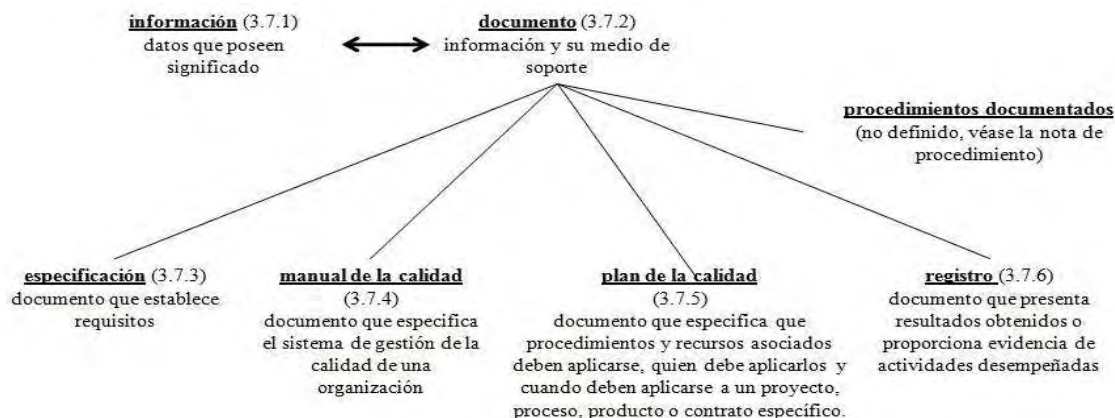 información (3.7.1)
datos que poseen
significado
documento (3.7.2)
información y su medio de
soporte
procedimientos documentados
(no definido, véase la nota de
procedimiento)
especificación (3.7.3)
documento que establece
requisitos
manual de la calidad
(3.7.4)
documento que especifica
el sistema de gestión de la
calidad de una
organización
plan de la calidad
(3.7.5)
documento que especifica que
procedimientos y recursos asociados
deben aplicarse, quien debe aplicarlos y
cuando deben aplicarse a un proyecto,
proceso, producto o contrato específico.
registro (3.7.6)
documento que presenta
resultados obtenidos o
proporciona evidencia de
actividades desempeñadas